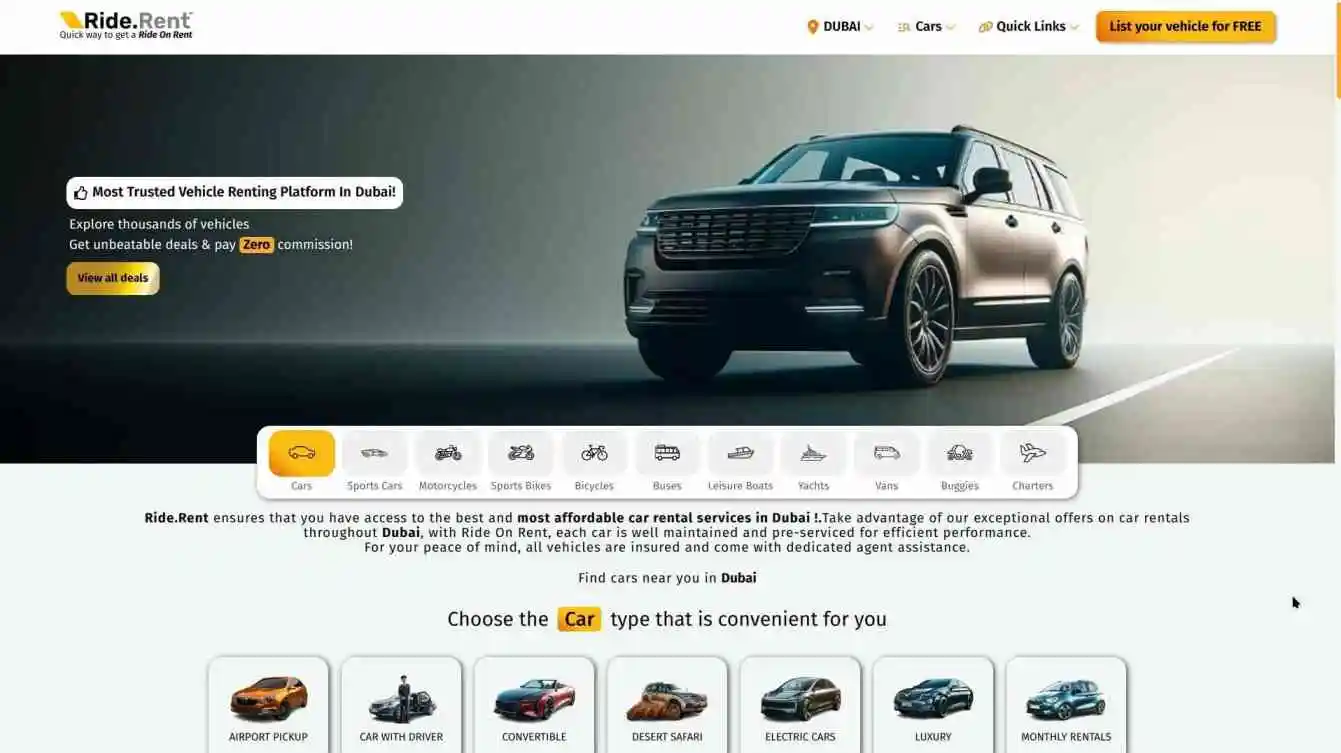 Ride.Rent
Quick way to get a Ride On Rent
DUBAI
Cars
Quick Links
List your vehicle for FREE
Most Trusted Vehicle Renting Platform In Dubai!
Explore thousands of vehicles
Get unbeatable deals & pay Zero commission!
View all deals
Cars
Sports Cars
Motorcycles
Sports Bikes
Bicycles
Buses
Leisure Boats
Yachts
Vans
Buggies
Charters
Ride.Rent ensures that you have access to the best and most affordable car rental services in Dubai !.Take advantage of our exceptional offers on car rentals
throughout Dubai, with Ride On Rent, each car is well maintained and pre-serviced for efficient performance.
For your peace of mind, all vehicles are insured and come with dedicated agent assistance.
Find cars near you in Dubai
Choose the Car type that is convenient for you
AIRPORT PICKUP
CAR WITH DRIVER
CONVERTIBLE
DESERT SAFARI
ELECTRIC CARS
LUXURY
MONTHLY RENTALS